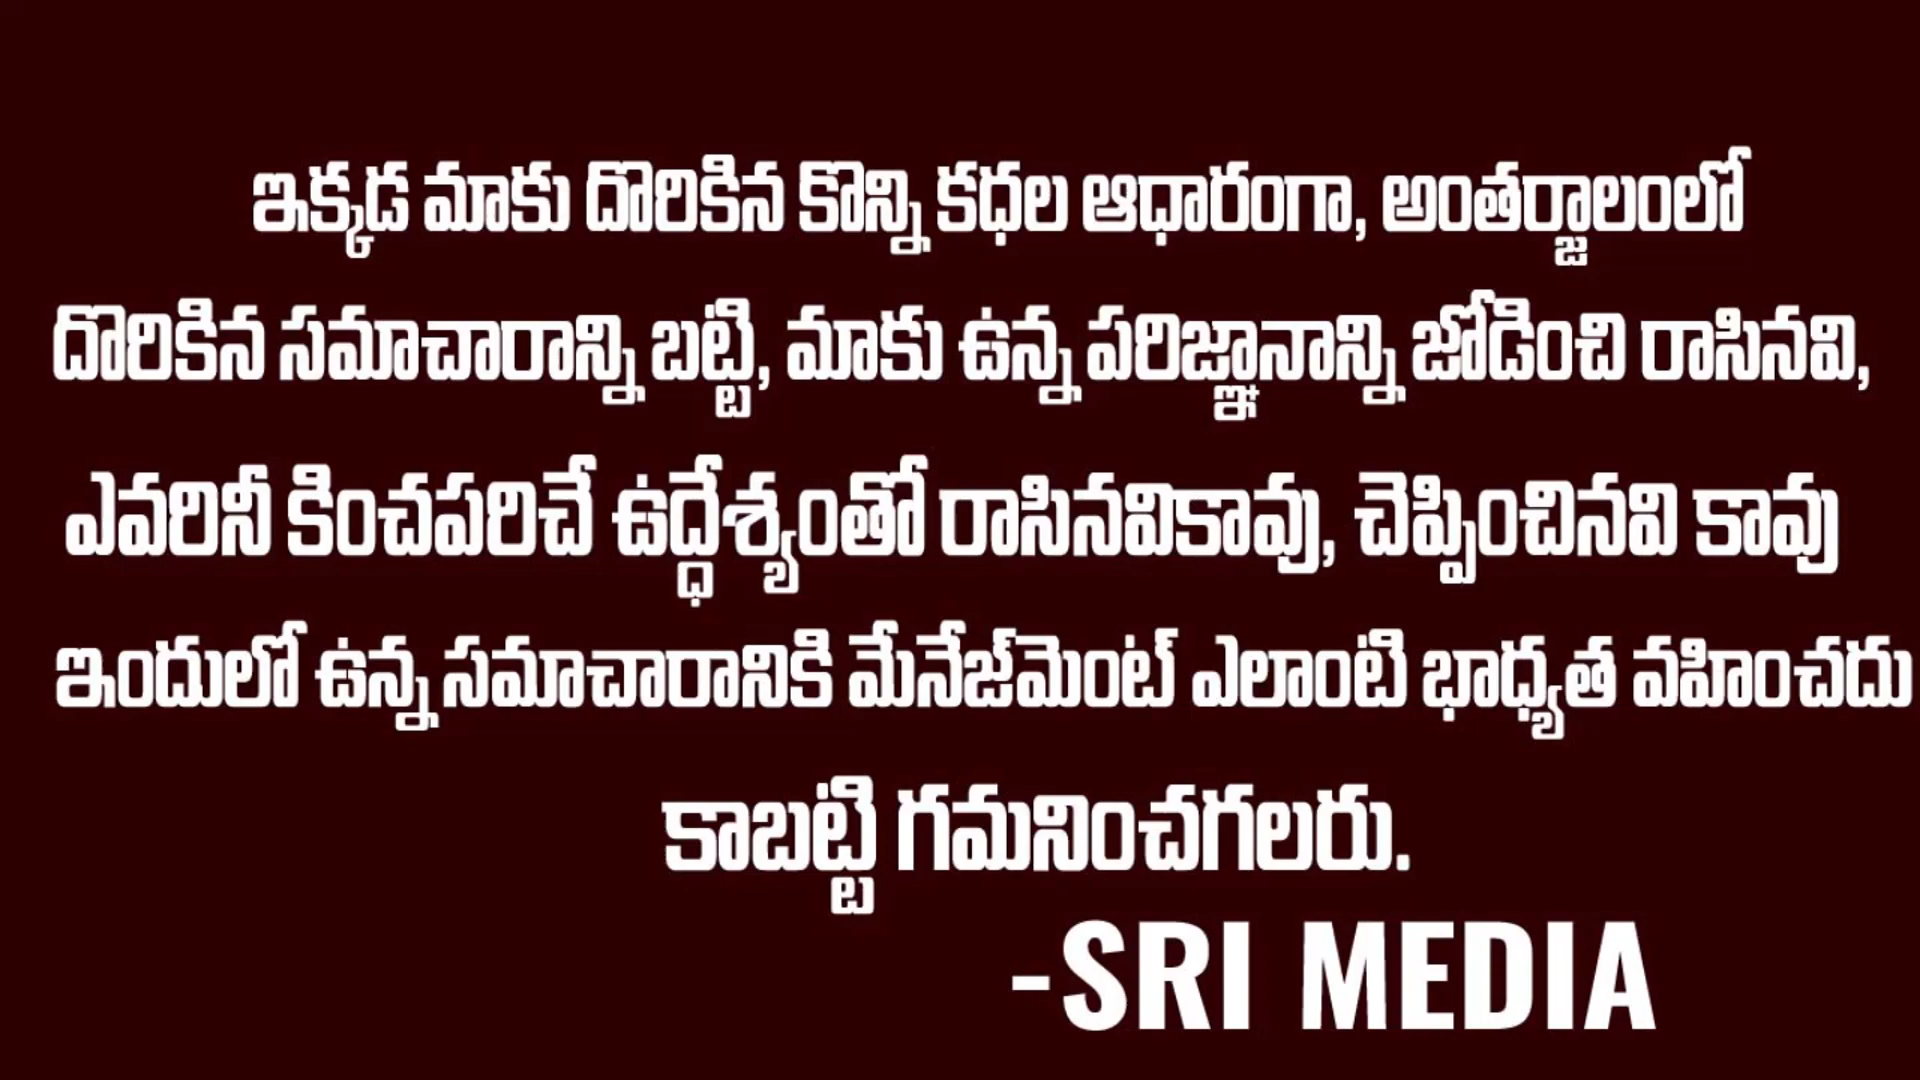 ఇక్కడ మాకు దొరికిన కొన్ని కధల ఆధారంగా, అంతర్జాలంలో
దొరికిన సమాచారాన్ని బట్టి, మాకు ఉన్న పరిజ్ఞానాన్ని జోడించి రాసినవి,
ఎవరినీ కించపరిచే ఉద్ధేశ్యంతో రాసినవికావు, చెప్పించినవి కావు
ఇందులో ఉన్న సమాచారానికి మేనేజ్‌మెంట్ ఎలాంటి భాధ్యత వహించదు
కాబట్టి గమనించగలరు.
-SRI MEDIA